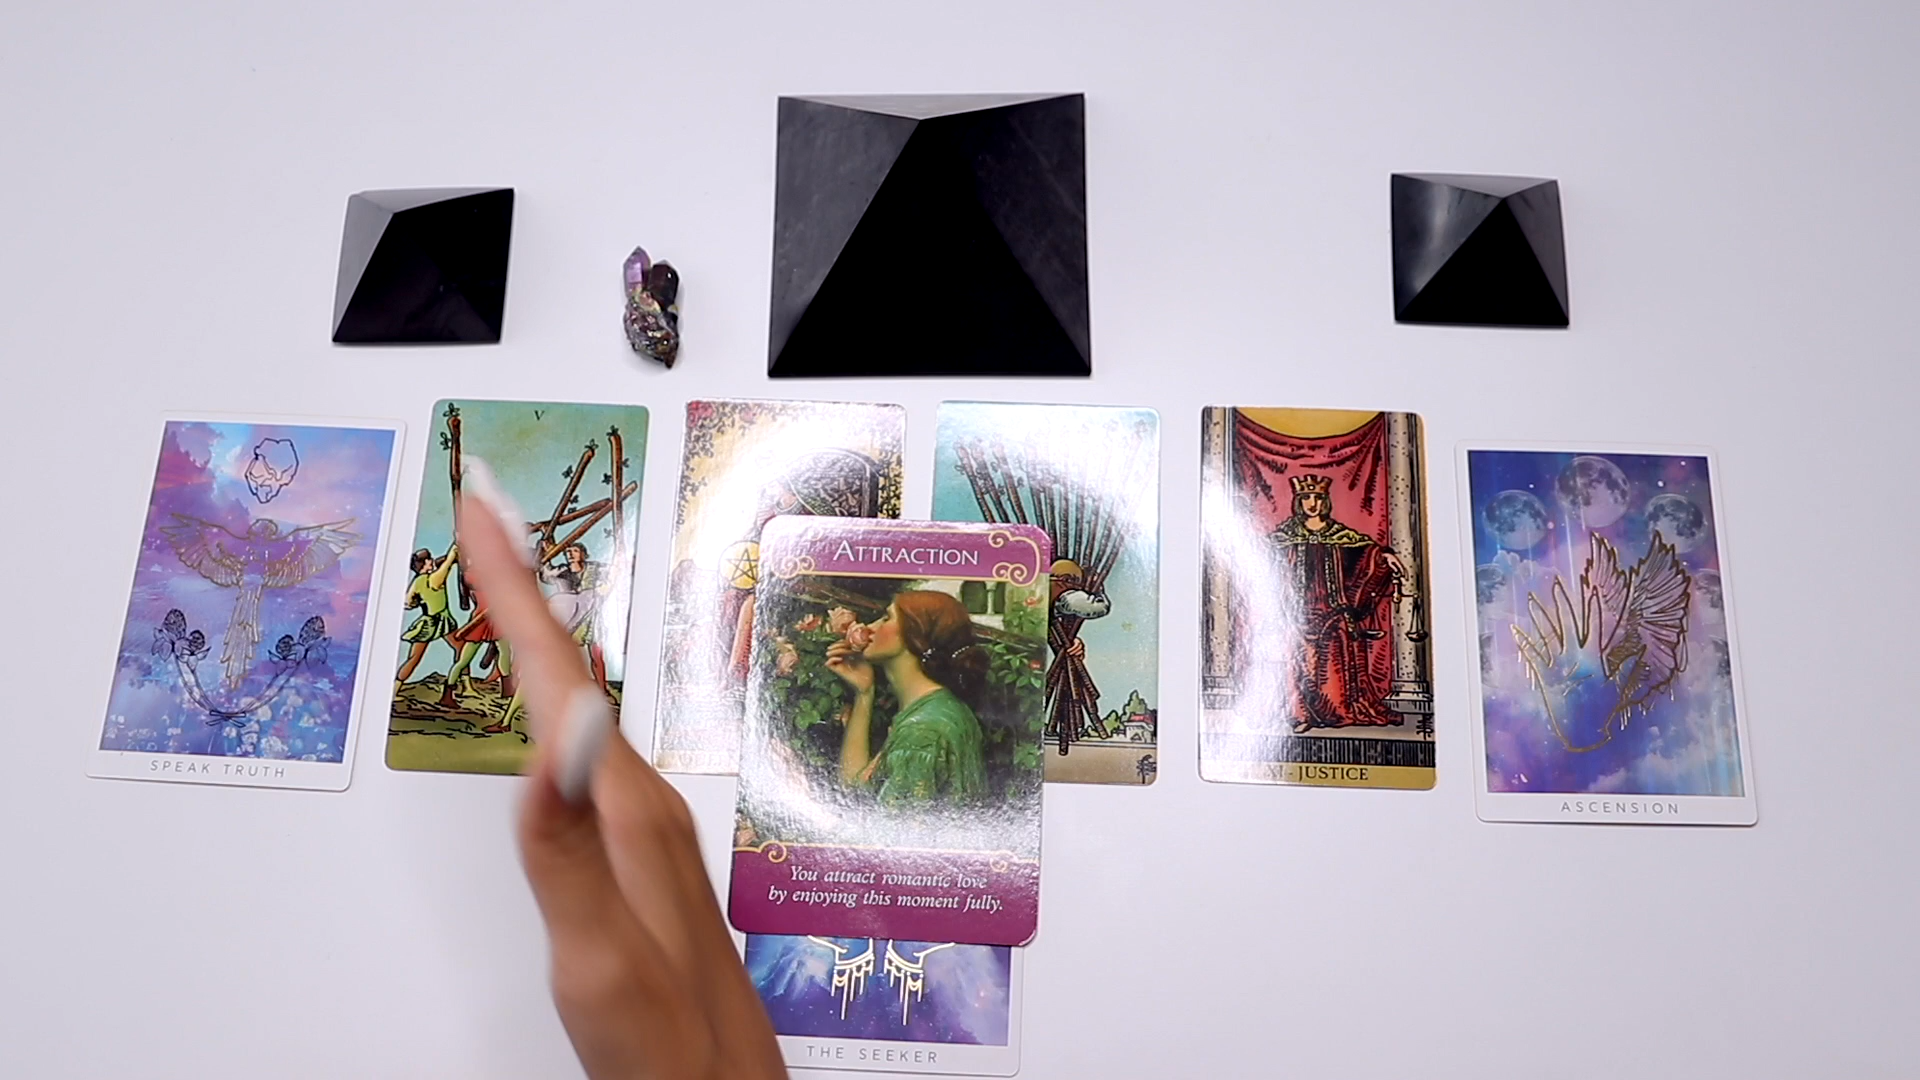 V
ATTRACTION
XI - JUSTICE
SPEAK TRUTH
ASCENSION
You attract romantic love
by enjoying this moment fully.
THE SEEKER